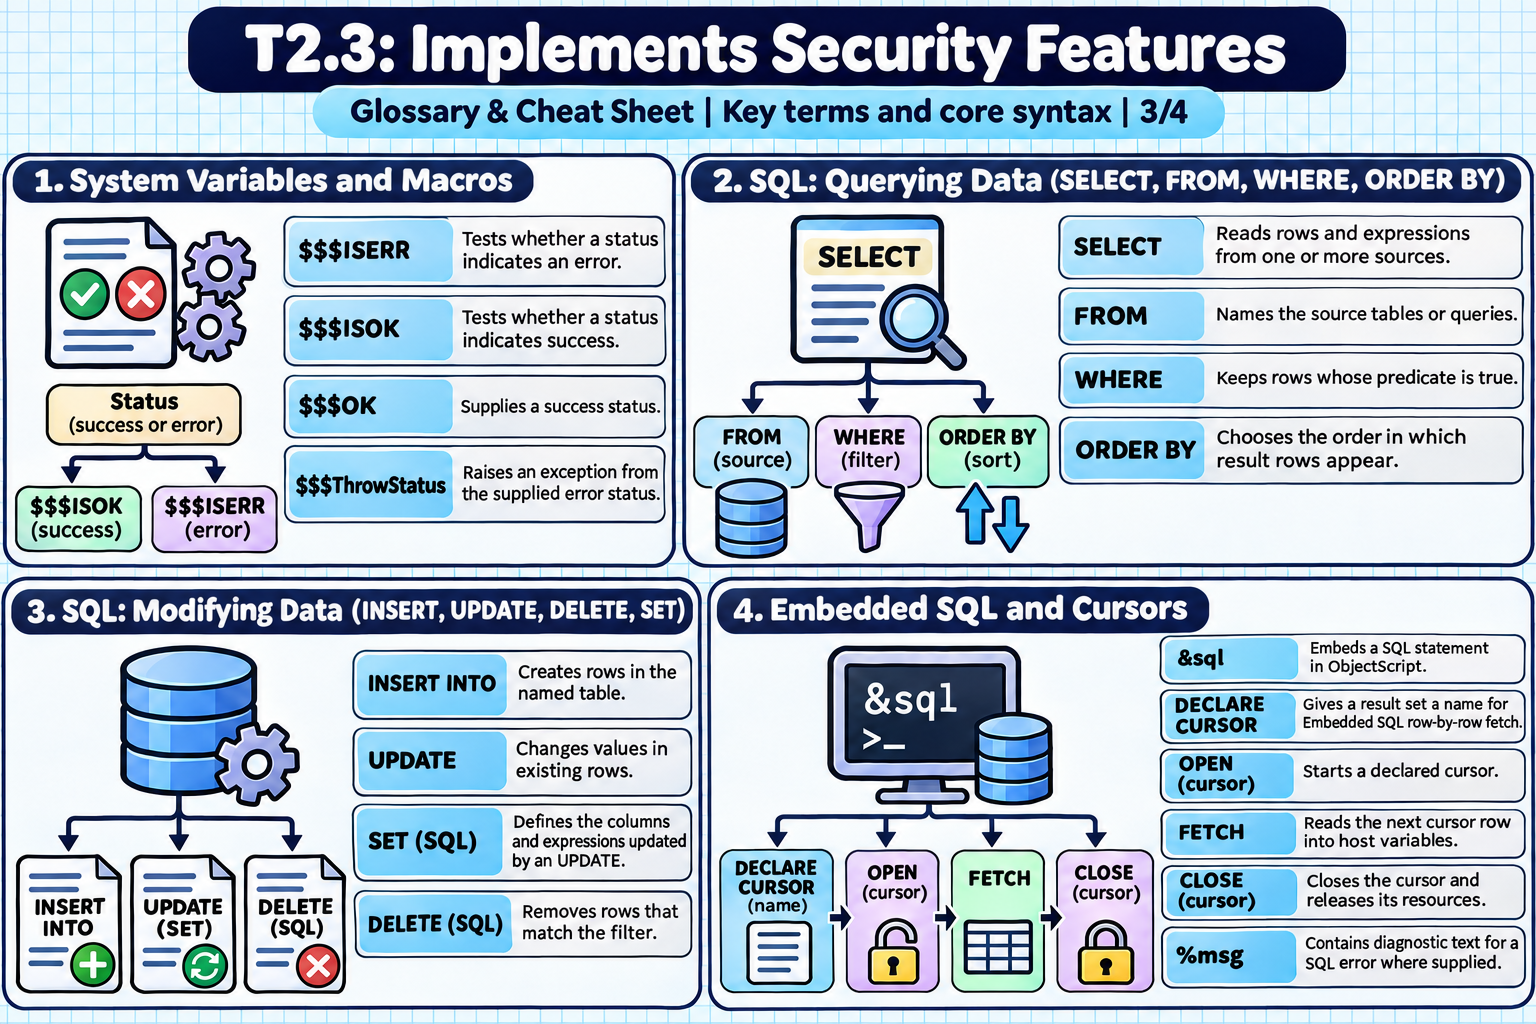 T2.3: Implements Security Features
Glossary & Cheat Sheet | Key terms and core syntax | 3/4
1. System Variables and Macros
Status
(success or error)
$$$ISOK
(success)
$$$ISERR
(error)
$$$ISERR
Tests whether a status
indicates an error.
$$$ISOK
Tests whether a status
indicates success.
$$$OK
Supplies a success status.
$$$ThrowStatus
Raises an exception from
the supplied error status.
2. SQL: Querying Data (SELECT, FROM, WHERE, ORDER BY)
SELECT
FROM
(source)
WHERE
(filter)
ORDER BY
(sort)
SELECT
Reads rows and expressions
from one or more sources.
FROM
Names the source tables or queries.
WHERE
Keeps rows whose predicate is true.
ORDER BY
Chooses the order in which
result rows appear.
3. SQL: Modifying Data (INSERT, UPDATE, DELETE, SET)
INSERT
INTO
UPDATE
(SET)
DELETE
(SQL)
INSERT INTO
Creates rows in the
named table.
UPDATE
Changes values in
existing rows.
SET (SQL)
Defines the columns
and expressions updated
by an UPDATE.
DELETE (SQL)
Removes rows that
match the filter.
4. Embedded SQL and Cursors
&sql
>_
DECLARE
CURSOR
(name)
OPEN
(cursor)
FETCH
CLOSE
(cursor)
&sql
Embeds a SQL statement
in ObjectScript.
DECLARE
CURSOR
Gives a result set a name for
Embedded SQL row-by-row fetch.
OPEN
(cursor)
Starts a declared cursor.
FETCH
Reads the next cursor row
into host variables.
CLOSE
(cursor)
Closes the cursor and
releases its resources.
%msg
Contains diagnostic text for a
SQL error where supplied.